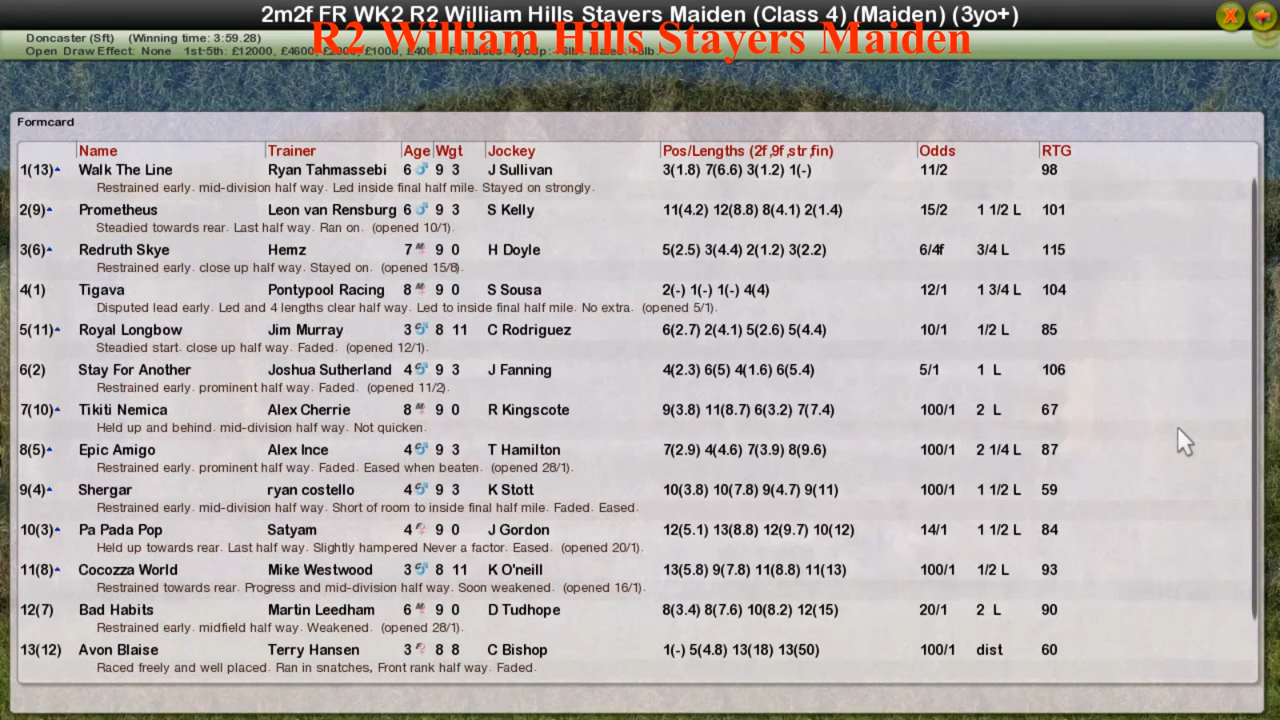 2m2f FR WK2 R2 William Hills Stayers Maiden (Class 4) (Maiden) (3yo+)
R2 William Hills Stayers Maiden
Doncaster (Sft) (Winning time: 3:59.28)
Open Draw Effect: None 1st-5th: £12000, £4600,
Formcard
Name Trainer Age Wgt Jockey Pos/Lengths (2f,9f,str,fin) Odds RTG
1(13) Walk The Line Ryan Tahmassebi 6 9 3 J Sullivan 3(1.8) 7(6.6) 3(1.2) 1(-) 11/2 98
Restrained early. mid-division half way. Led inside final half mile. Stayed on strongly.
2(9) Prometheus Leon van Rensburg 6 9 3 S Kelly 11(4.2) 12(8.8) 8(4.1) 2(1.4) 15/2 1 1/2 L 101
Steadied towards rear. Last half way. Ran on. (opened 10/1).
3(6) Redruth Skye Hemz 7 9 0 H Doyle 5(2.5) 3(4.4) 2(1.2) 3(2.2) 6/4f 3/4 L 115
Restrained early. close up half way. Stayed on. (opened 15/8).
4(1) Tigava Pontypool Racing 8 9 0 S Sousa 2(-) 1(-) 1(-) 4(4) 12/1 1 3/4 L 104
Disputed lead early. Led and 4 lengths clear half way. Led to inside final half mile. No extra. (opened 5/1).
5(11) Royal Longbow Jim Murray 3 8 11 C Rodriguez 6(2.7) 2(4.1) 5(2.6) 5(4.4) 10/1 1/2 L 85
Steadied start. close up half way. Faded. (opened 12/1).
6(2) Stay For Another Joshua Sutherland 4 9 3 J Fanning 4(2.3) 6(5) 4(1.6) 6(5.4) 5/1 1 L 106
Restrained early. prominent half way. Faded. (opened 11/2).
7(10) Tikiti Nemica Alex Cherrie 8 9 0 R Kingscote 9(3.8) 11(8.7) 6(3.2) 7(7.4) 100/1 2 L 67
Held up and behind. mid-division half way. Not quicken.
8(5) Epic Amigo Alex Ince 4 9 3 T Hamilton 7(2.9) 4(4.6) 7(3.9) 8(9.6) 100/1 2 1/4 L 87
Restrained early. prominent half way. Faded. Eased when beaten. (opened 28/1).
9(4) Shergar ryan costello 4 9 3 K Stott 10(3.8) 10(7.8) 9(4.7) 9(11) 100/1 1 1/2 L 59
Restrained early. mid-division half way. Short of room to inside final half mile. Faded. Eased.
10(3) Pa Pada Pop Satyam 4 9 0 J Gordon 12(5.1) 13(8.8) 12(9.7) 10(12) 14/1 1 1/2 L 84
Held up towards rear. Last half way. Slightly hampered Never a factor. Eased. (opened 20/1).
11(8) Cocozza World Mike Westwood 3 8 11 K O'neill 13(5.8) 9(7.8) 11(8.8) 11(13) 100/1 1/2 L 93
Restrained towards rear. Progress and mid-division half way. Soon weakened. (opened 16/1).
12(7) Bad Habits Martin Leedham 6 9 0 D Tudhope 8(3.4) 8(7.6) 10(8.2) 12(15) 20/1 2 L 90
Restrained early. midfield half way. Weakened. (opened 28/1).
13(12) Avon Blaise Terry Hansen 3 8 8 C Bishop 1(-) 5(4.8) 13(18) 13(50) 100/1 dist 60
Raced freely and well placed. Ran in snatches, Front rank half way. Faded.